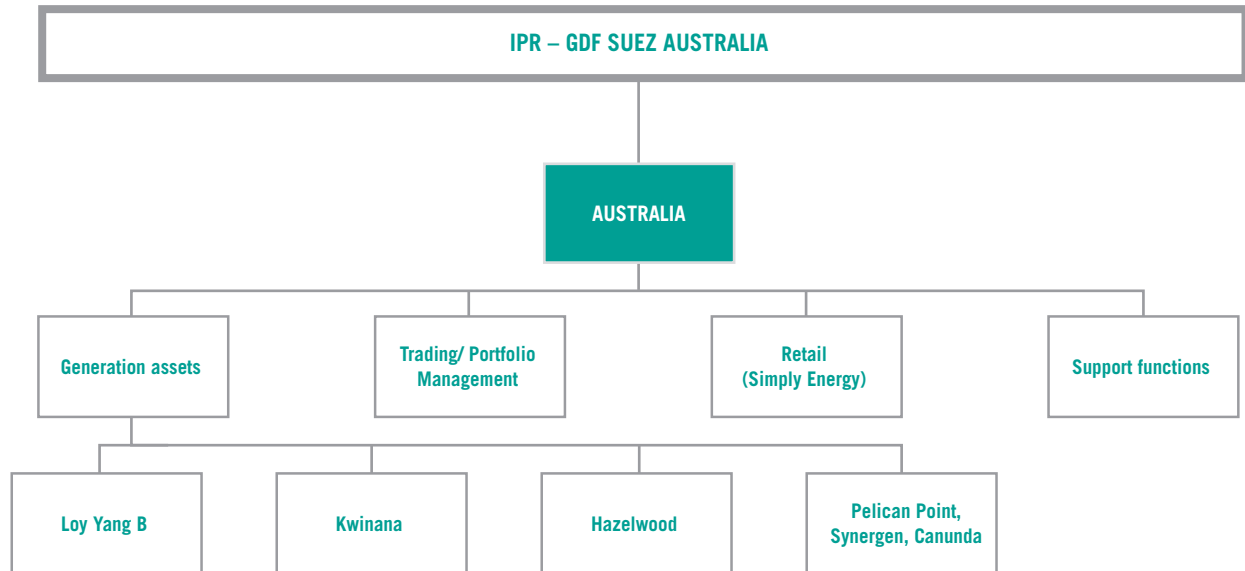 IPR – GDF SUEZ AUSTRALIA
AUSTRALIA
Generation assets
Trading/ Portfolio
Management
Retail
(Simply Energy)
Support functions
Loy Yang B
Kwinana
Hazelwood
Pelican Point,
Synergen, Canunda